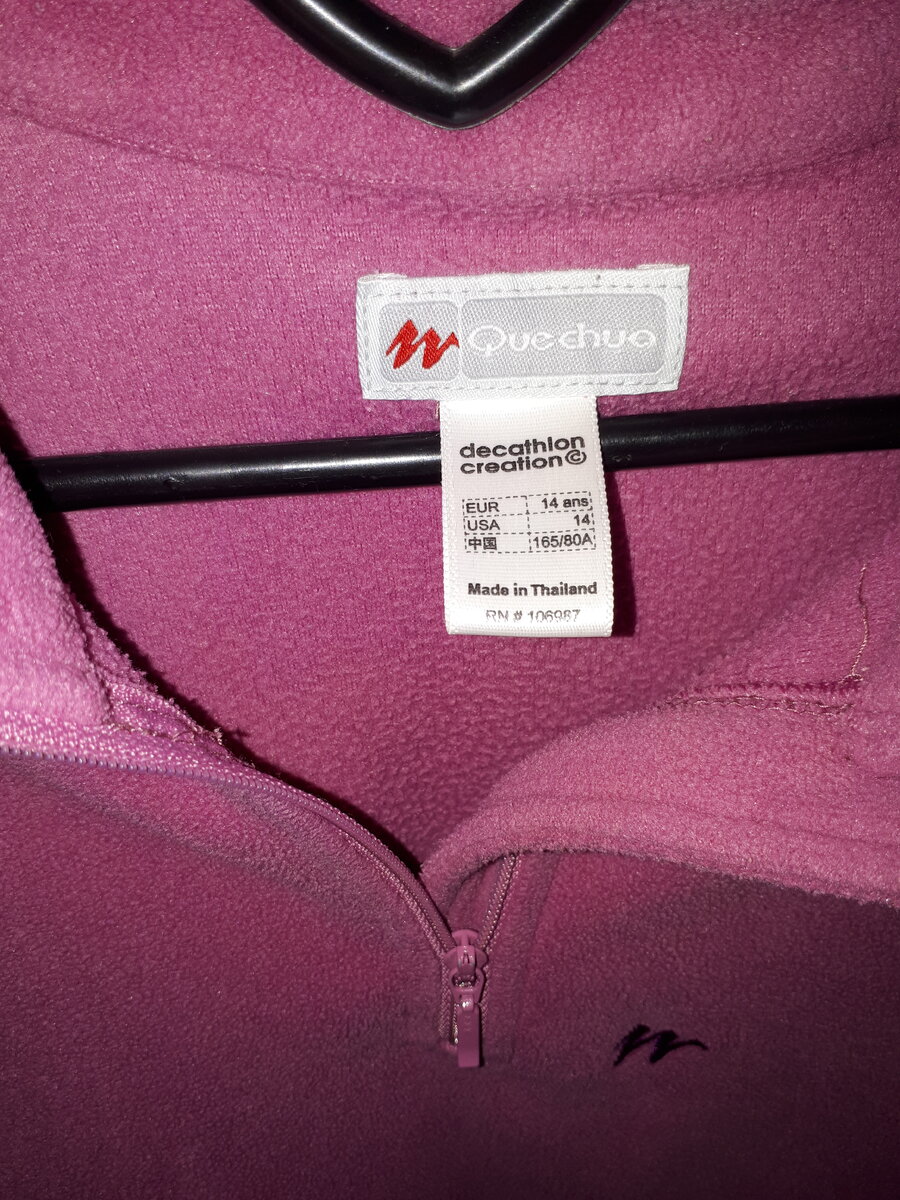 Quechua
decathlon
creation©
EUR 14 ans
USA 14
中国 165/80A
Made in Thailand
RN # 106987